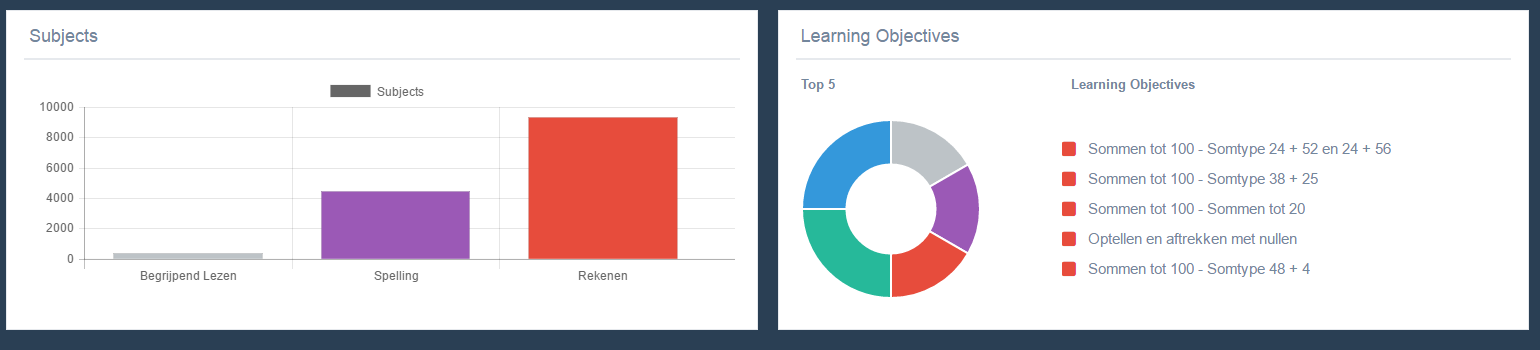 Subjects
Subjects
10000
8000
6000
4000
2000
0
Begrijpend Lezen
Spelling
Rekenen
Learning Objectives
Top 5
Learning Objectives
Sommen tot 100 - Somtype 24 + 52 en 24 + 56
Sommen tot 100 - Somtype 38 + 25
Sommen tot 100 - Sommen tot 20
Optellen en aftrekken met nullen
Sommen tot 100 - Somtype 48 + 4